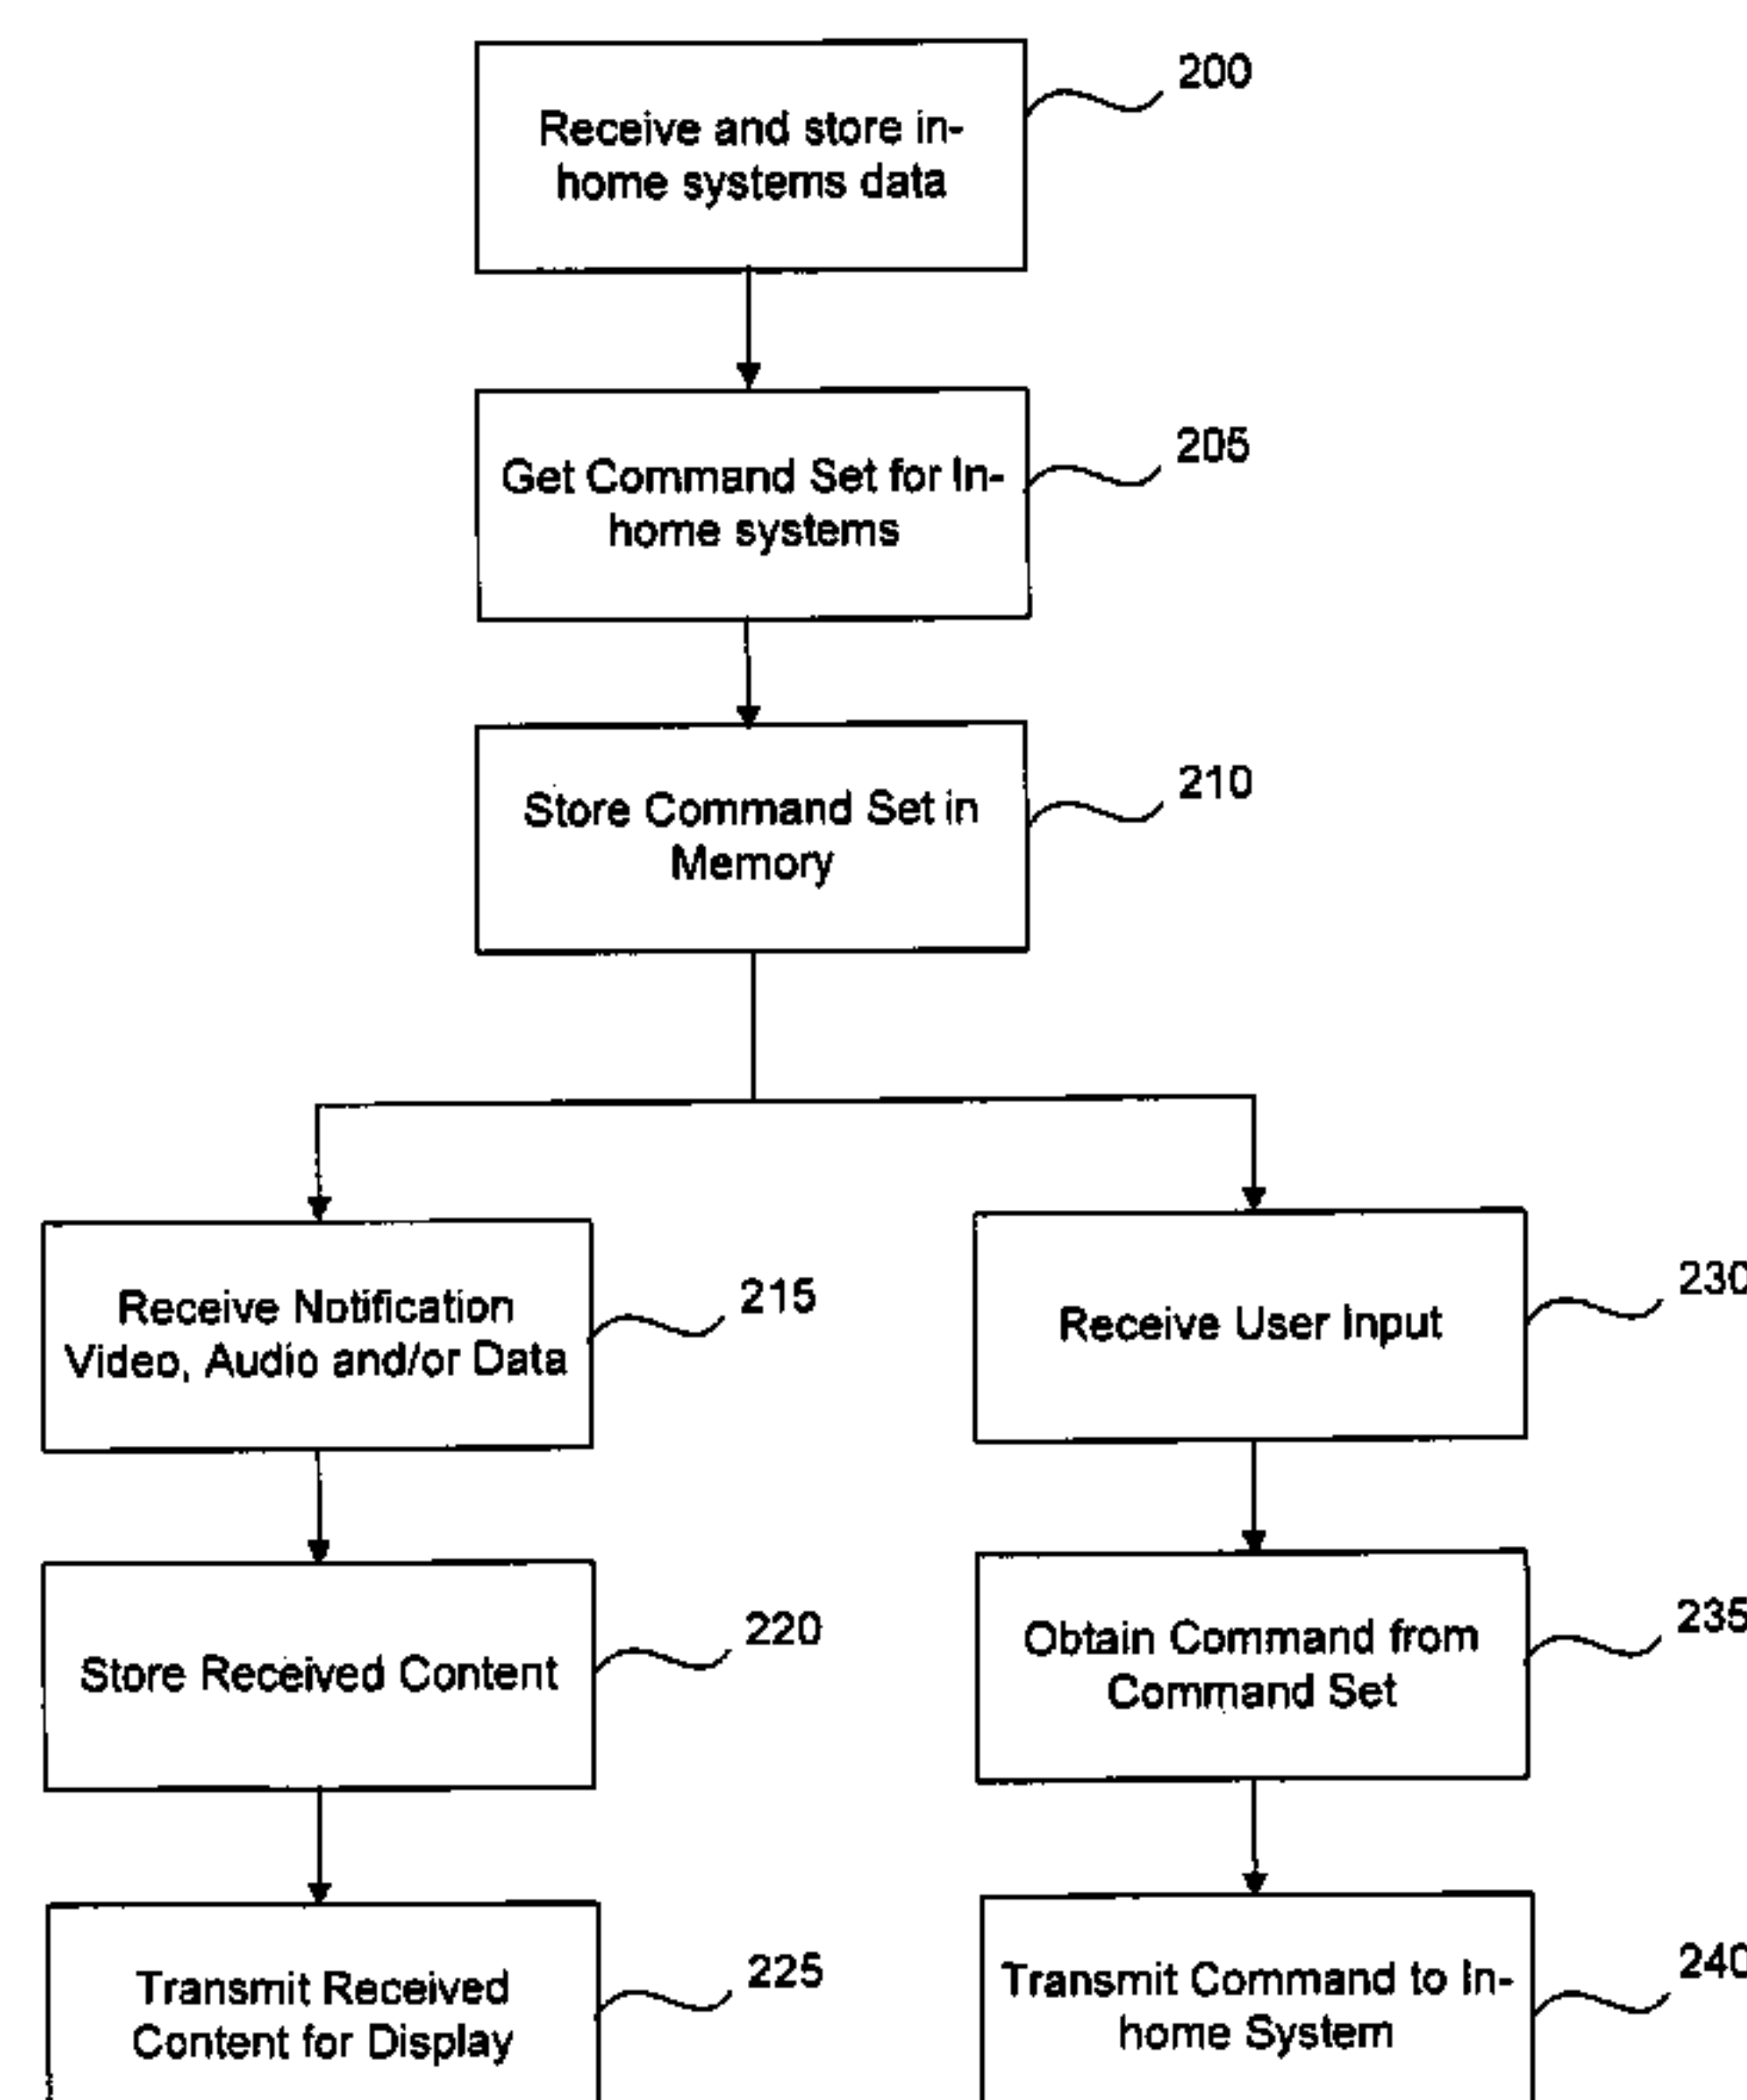 200
Receive and store in-
home systems data
205
Get Command Set for In-
home systems
210
Store Command Set in
Memory
215
Receive Notification
Video, Audio and/or Data
230
Receive User Input
220
Store Received Content
235
Obtain Command from
Command Set
225
Transmit Received
Content for Display
240
Transmit Command to In-
home System